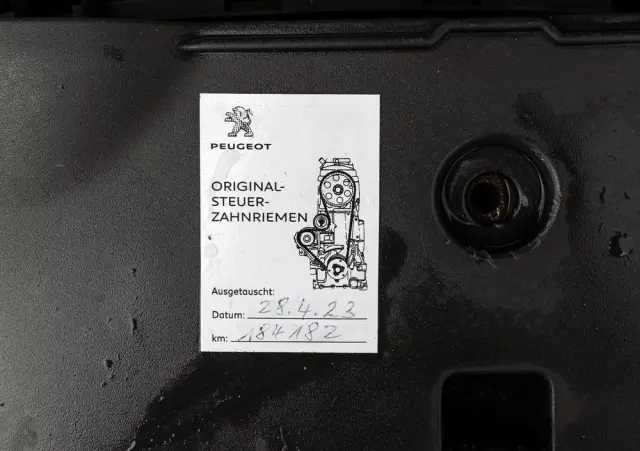 PEUGEOT
ORIGINAL-
STEUER-
ZAHNRIEMEN
Ausgetauscht:
Datum: 28.4.23
km: 184182